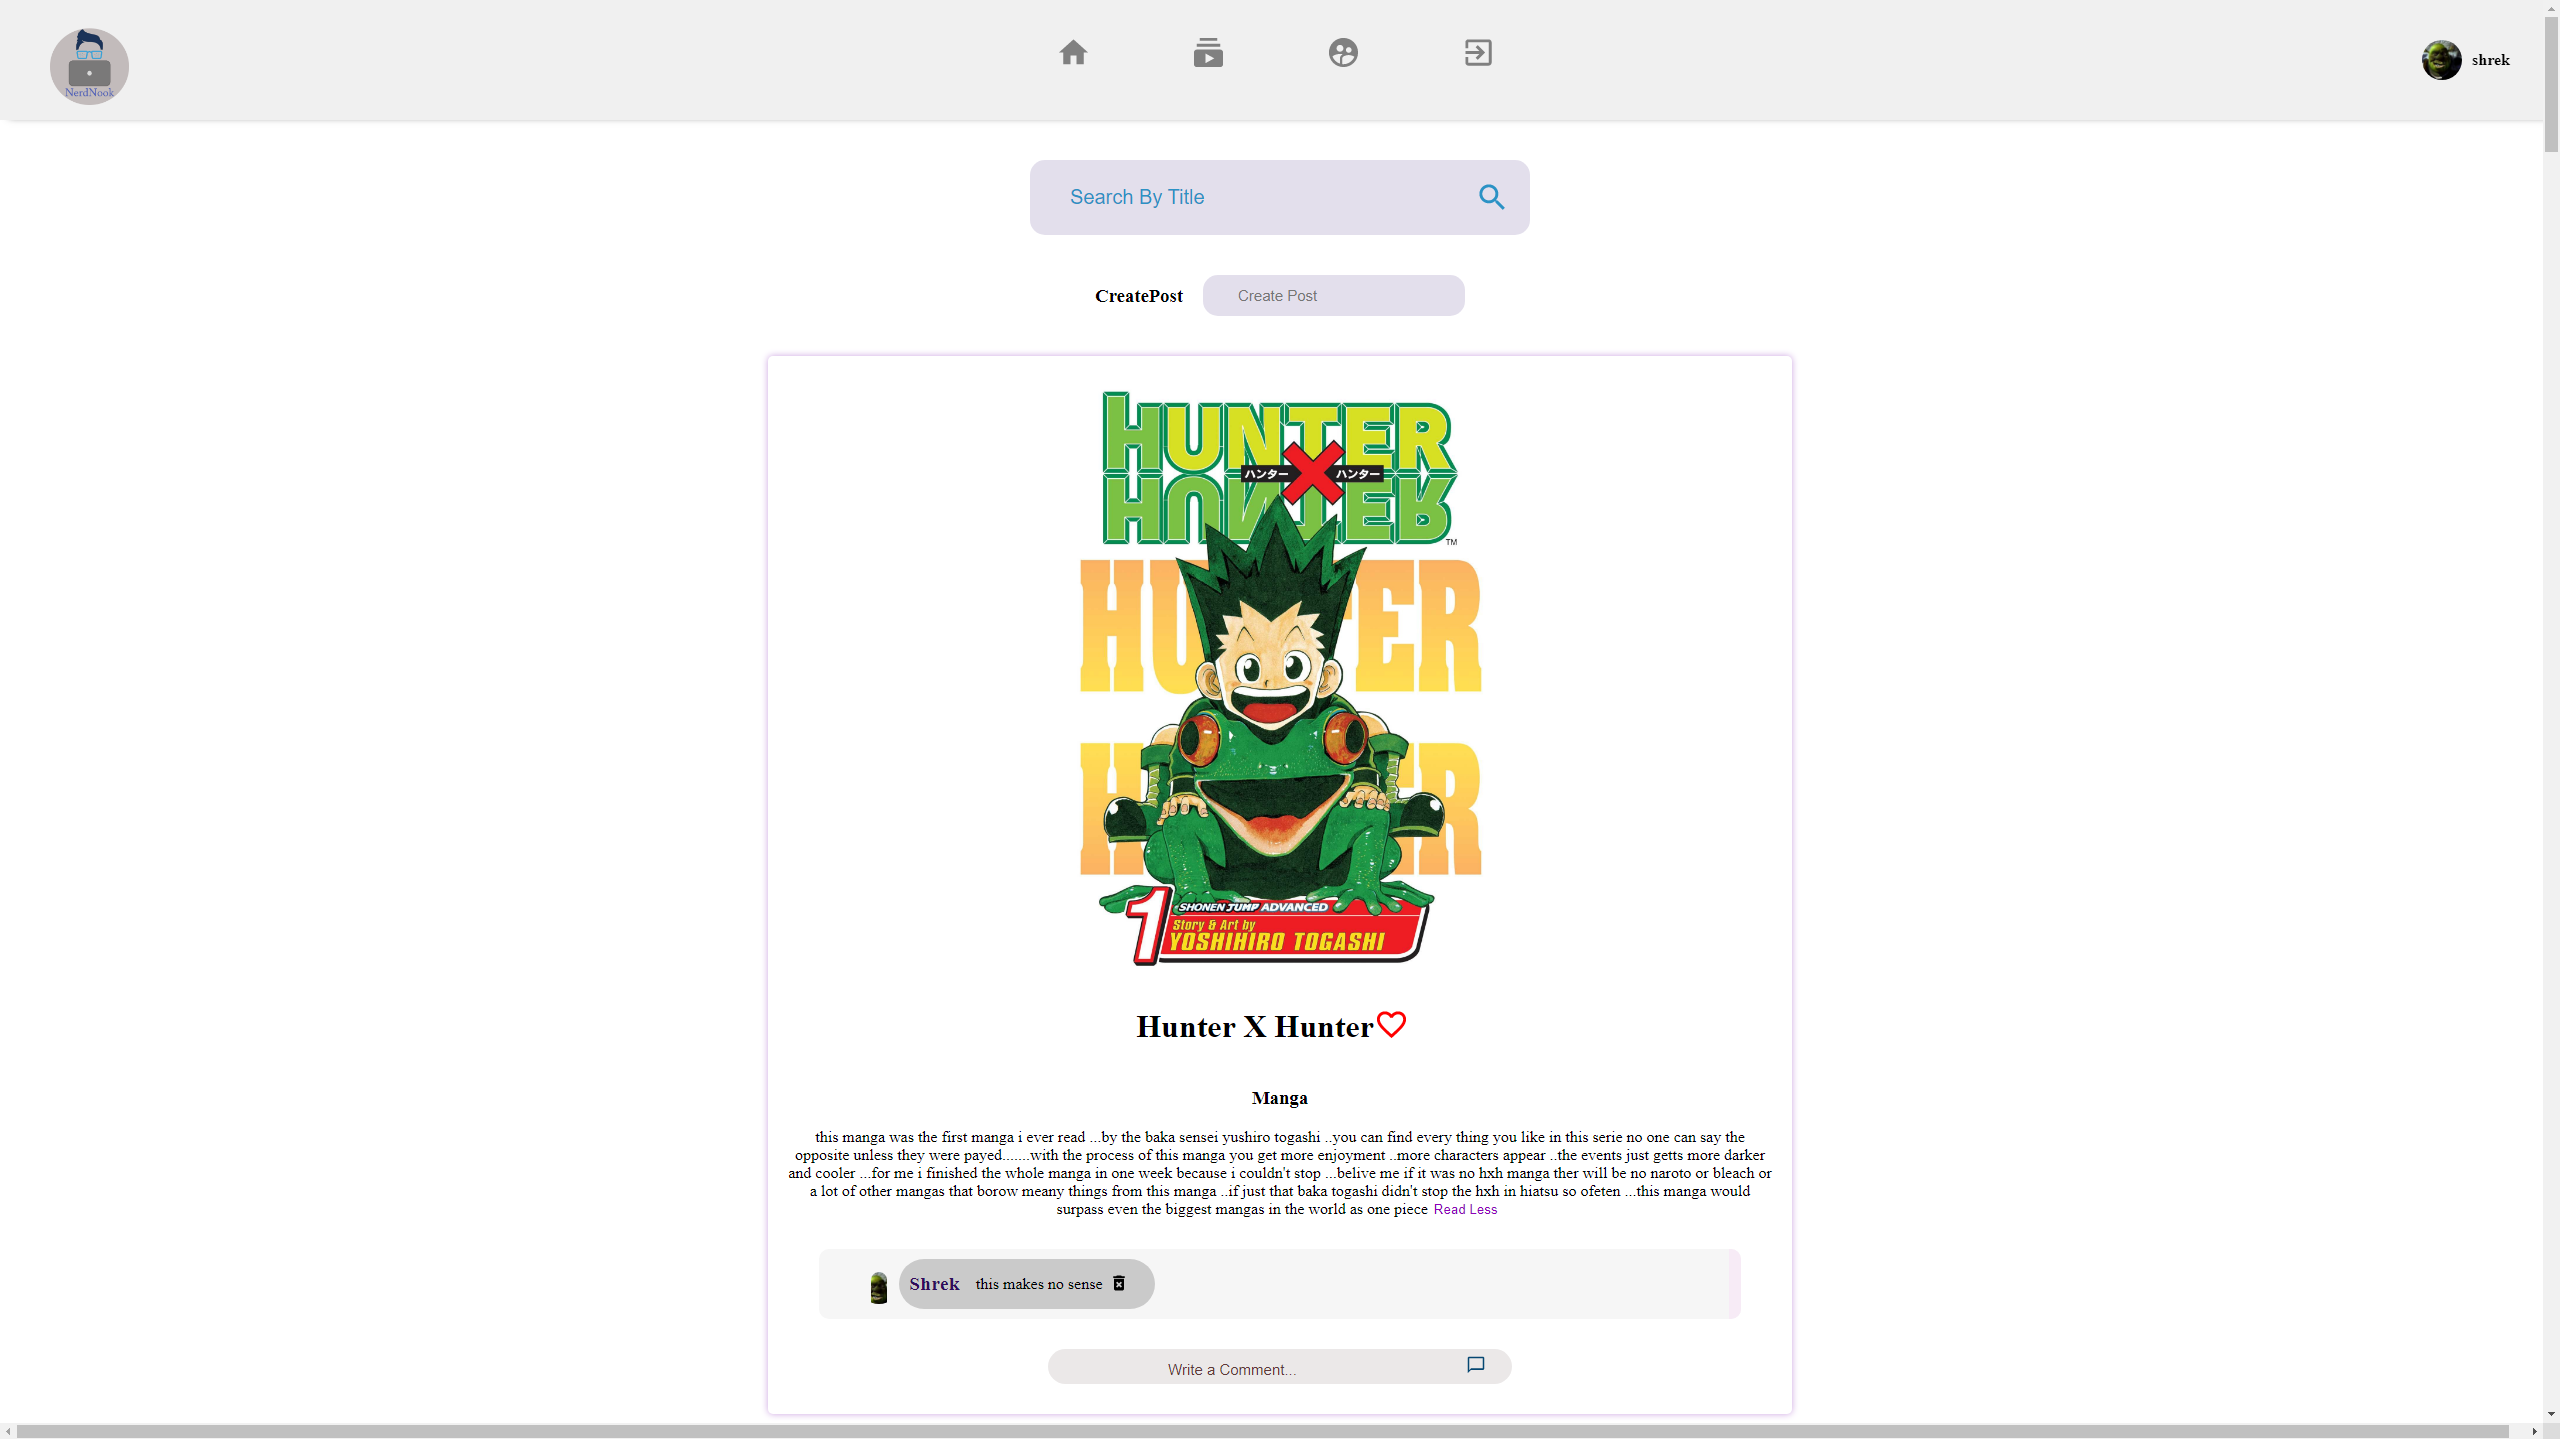 NerdNook
shrek
Search By Title
CreatePost
Create Post
HUNTER
ハンター X ハンター
HUNTER
TM
HUNTER
HUNTER
1
SHONEN JUMP ADVANCED
Story & Art by
YOSHIHIRO TOGASHI
Hunter X Hunter
Manga
this manga was the first manga i ever read ...by the baka sensei yushiro togashi ..you can find every thing you like in this serie no one can say the
opposite unless they were payed.......with the process of this manga you get more enjoyment ..more characters appear ..the events just getts more darker
and cooler ...for me i finished the whole manga in one week because i couldn't stop ...belive me if it was no hxh manga ther will be no naroto or bleach or
a lot of other mangas that borow meany things from this manga ..if just that baka togashi didn't stop the hxh in hiatsu so ofeten ...this manga would
surpass even the biggest mangas in the world as one piece Read Less
Shrek this makes no sense
Write a Comment...